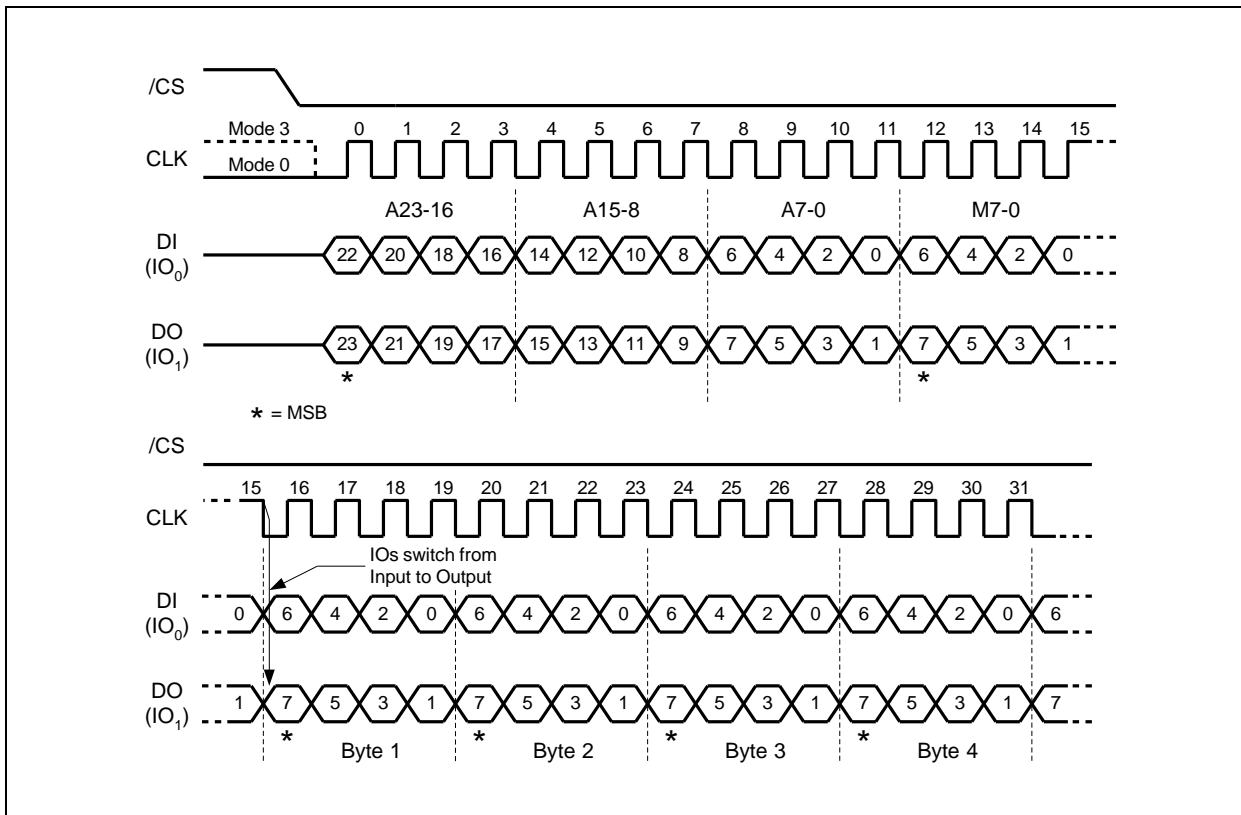 /CS
Mode 3 0 1 2 3 4 5 6 7 8 9 10 11 12 13 14 15
CLK
Mode 0
A23-16 A15-8 A7-0 M7-0
DI
(IO0)
22 20 18 16 14 12 10 8 6 4 2 0 6 4 2 0
DO
(IO1)
23 21 19 17 15 13 11 9 7 5 3 1 7 5 3 1
* *
* = MSB
/CS
15 16 17 18 19 20 21 22 23 24 25 26 27 28 29 30 31
CLK
IOs switch from
Input to Output
DI
(IO0)
0 6 4 2 0 6 4 2 0 6 4 2 0 6 4 2 0 6
DO
(IO1)
1 7 5 3 1 7 5 3 1 7 5 3 1 7 5 3 1 7
* * * *
Byte 1 Byte 2 Byte 3 Byte 4